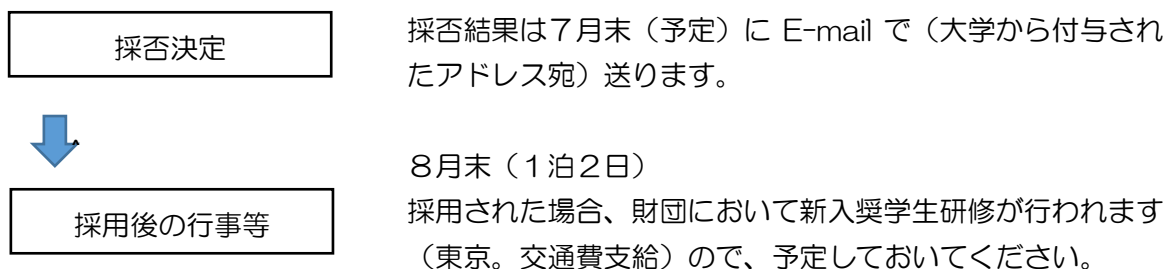 採否決定
採否結果は７月末（予定）に E-mail で（大学から付与され
たアドレス宛）送ります。
８月末（１泊２日）
採用後の行事等
採用された場合、財団において新入奨学生研修が行われます
（東京。交通費支給）ので、予定しておいてください。